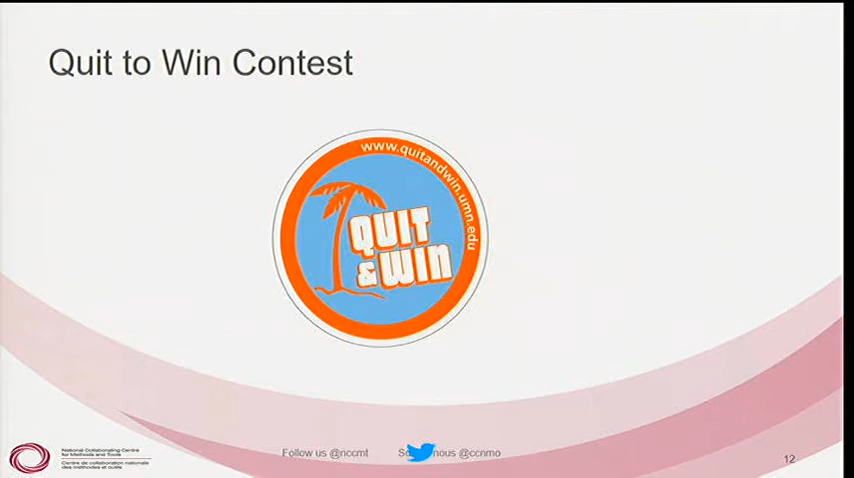 Quit to Win Contest
www.quitandwin.umn.edu
QUIT
& WIN
National Collaborating Centre
for Methods and Tools
Centre de collaboration nationale
des méthodes et outils
Follow us @nccmt
nous @ccnmo
12